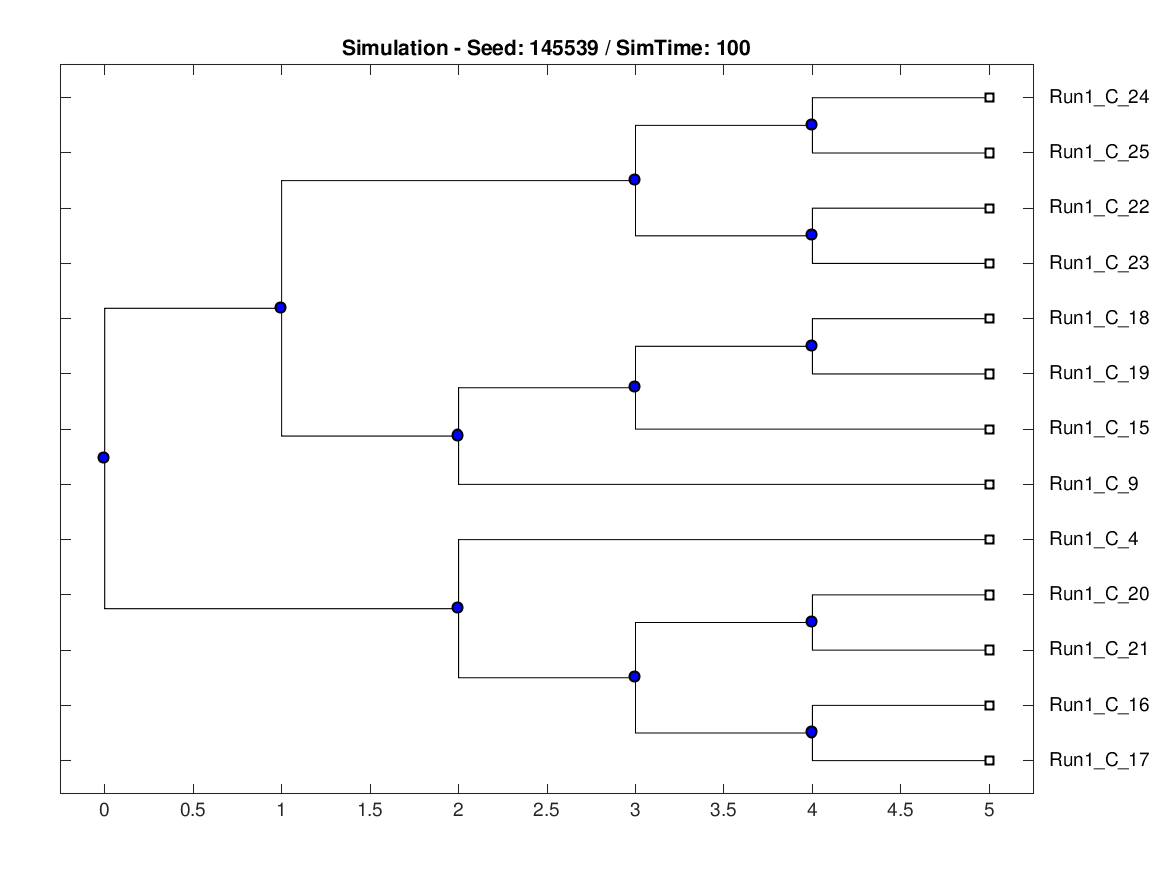 Simulation - Seed: 145539 / SimTime: 100
Run1_C_24
Run1_C_25
Run1_C_22
Run1_C_23
Run1_C_18
Run1_C_19
Run1_C_15
Run1_C_9
Run1_C_4
Run1_C_20
Run1_C_21
Run1_C_16
Run1_C_17
0 0.5 1 1.5 2 2.5 3 3.5 4 4.5 5